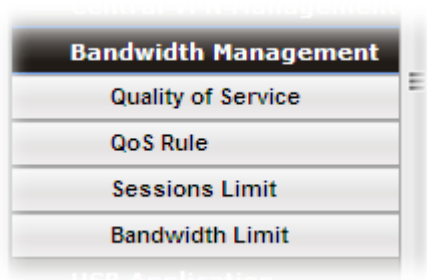 Bandwidth Management
Quality of Service
QoS Rule
Sessions Limit
Bandwidth Limit